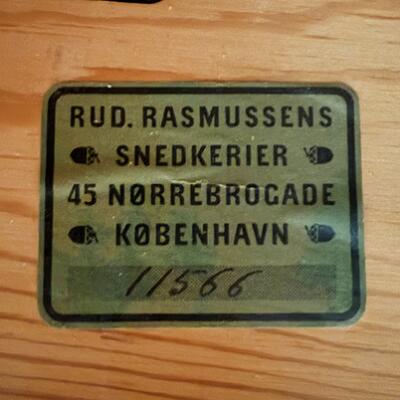 RUD. RASMUSSENS
SNEDKERIER
45 NØRREBROGADE
KØBENHAVN
11566